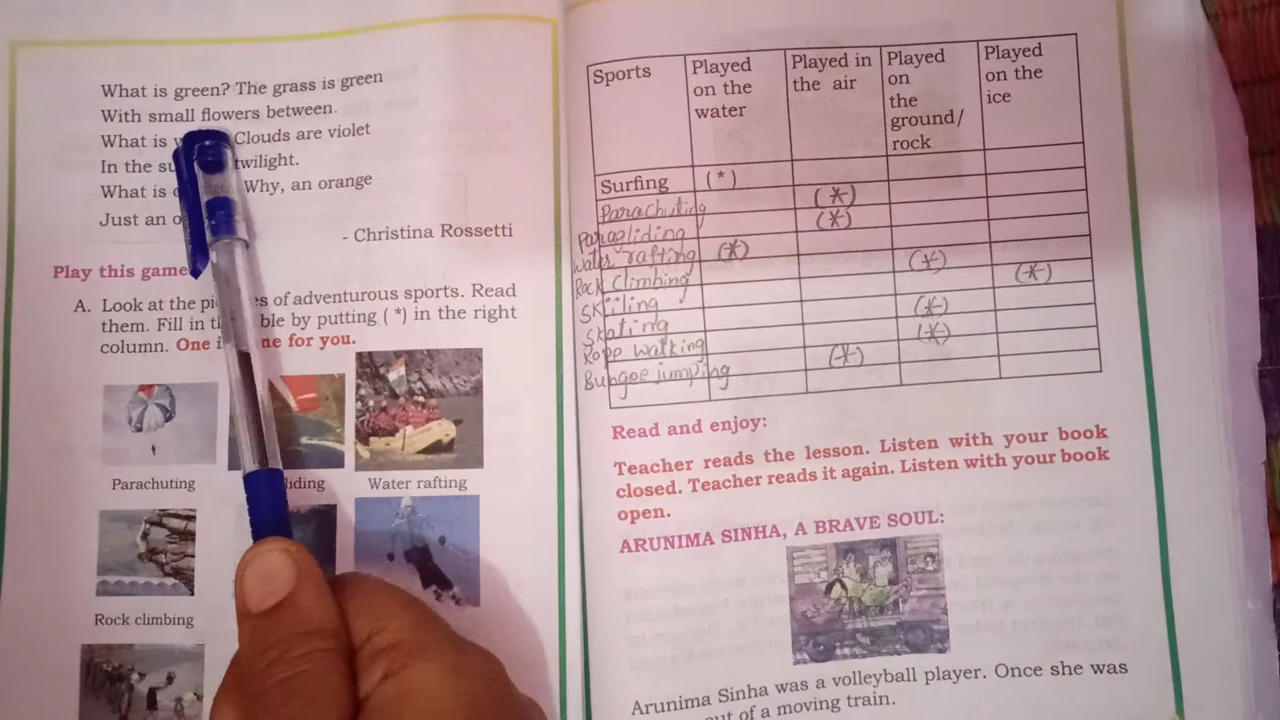 What is green? The grass is green
With small flowers between.
What is Clouds are violet
In the twilight.
What is Why, an orange
Just an
- Christina Rossetti
Play this game
A. Look at the of adventurous sports. Read
them. Fill in ble by putting ( *) in the right
column. One ne for you.
Parachuting
liding
Water rafting
Rock climbing
Sports
Played on the water
Played in the air
Played on the ground/ rock
Played on the ice
Surfing (*)
Parachuting (*)
Paragliding (*)
Water rafting (*)
Rock climbing (*)
Skiiling (*)
Skating (*)
Rope walking (*)
Bungoe jumping (*)
Read and enjoy:
Teacher reads the lesson. Listen with your book
closed. Teacher reads it again. Listen with your book
open.
ARUNIMA SINHA, A BRAVE SOUL:
Arunima Sinha was a volleyball player. Once she was
out of a moving train.